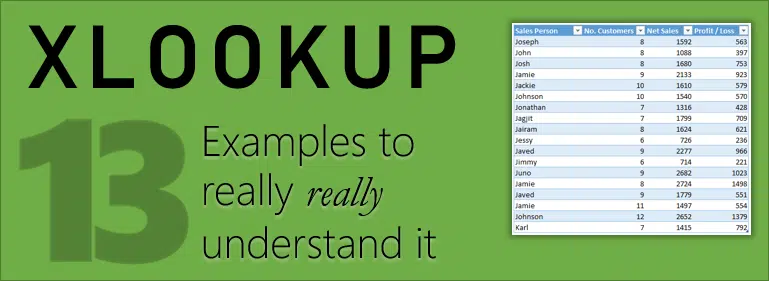 XLOOKUP
13
Examples to
really really
understand it
Sales Person No. Customers Net Sales Profit / Loss
Joseph 8 1592 563
John 8 1088 397
Josh 8 1680 753
Jamie 9 2133 923
Jackie 10 1610 579
Johnson 10 1540 570
Jonathan 7 1316 428
Jagjit 7 1799 709
Jairam 8 1624 621
Jessy 6 726 236
Javed 9 2277 966
Jimmy 6 714 221
Juno 9 2682 1023
Jamie 8 2724 1498
Javed 9 1779 551
Jamie 11 1497 554
Johnson 12 2652 1379
Karl 7 1415 792